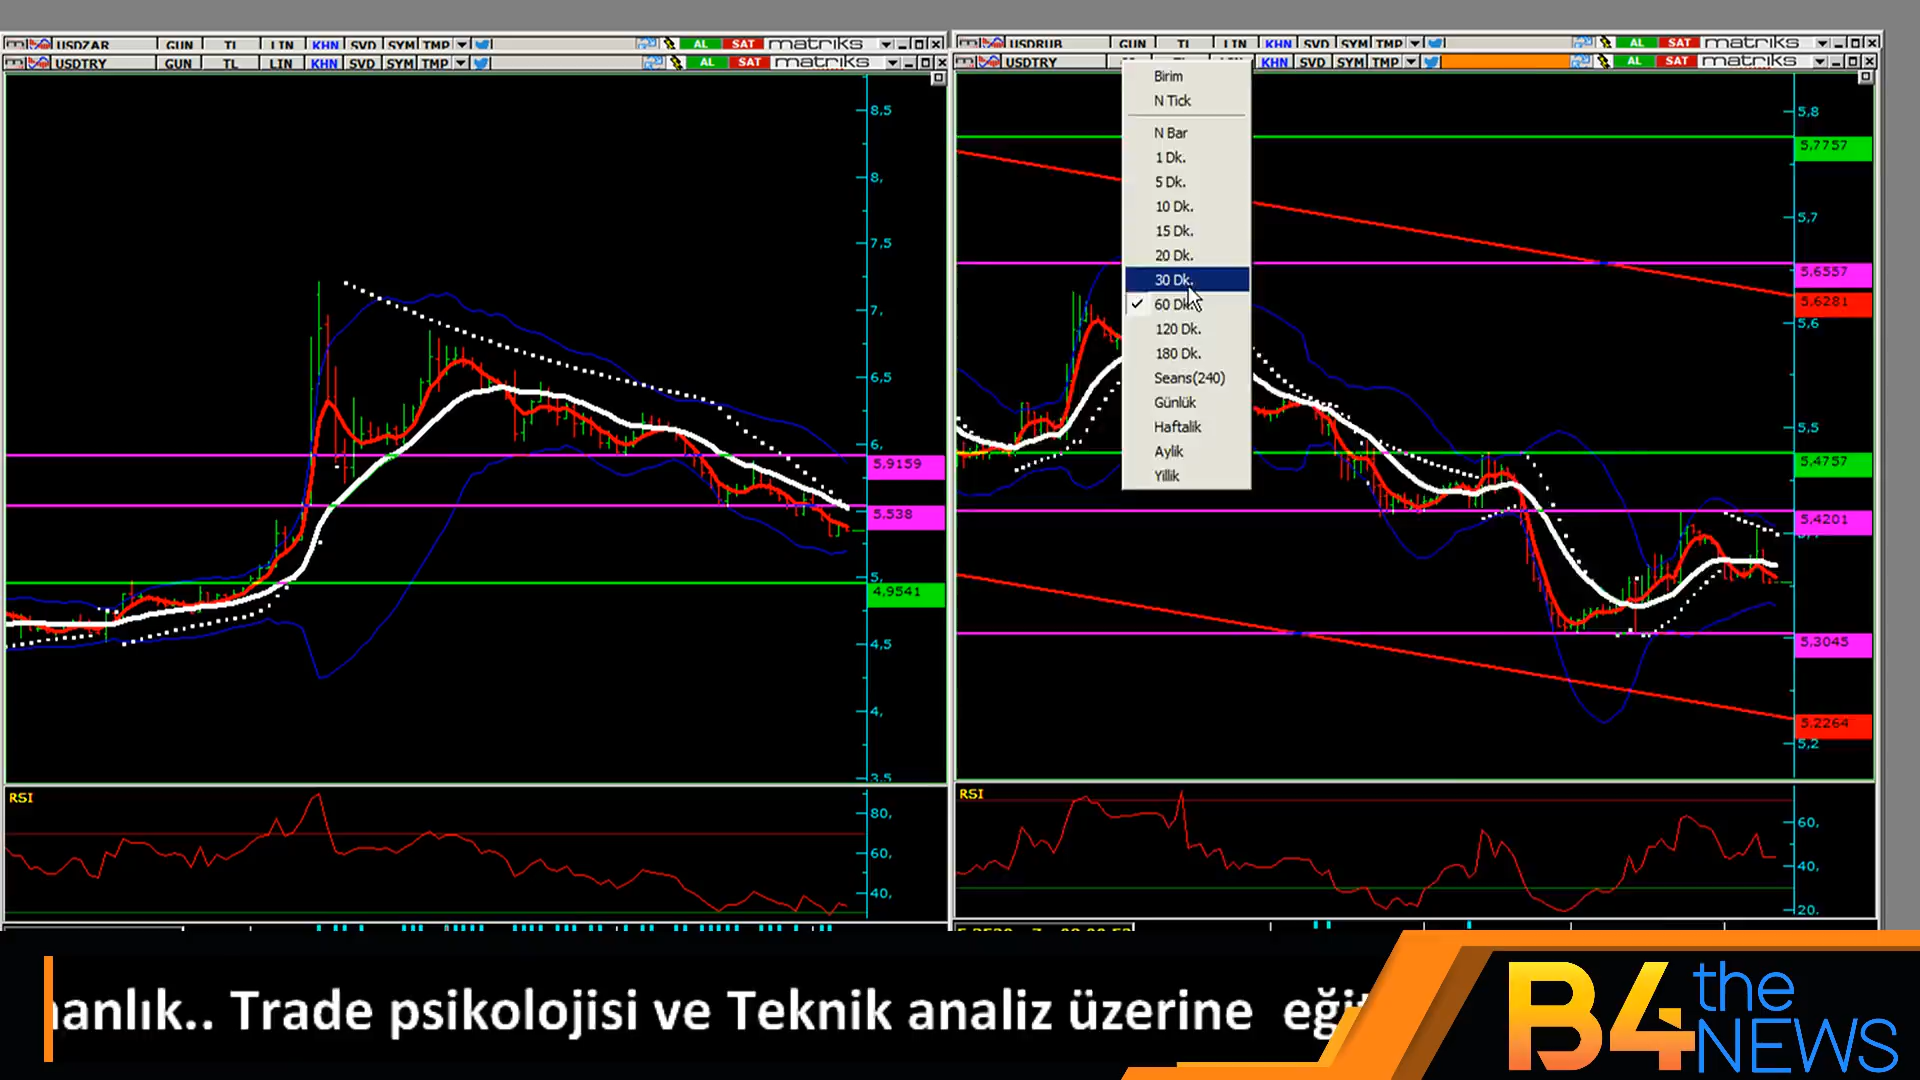 USDZAR GUN TL LIN KHN SVD SYM TMP AL SAT matriks
USDTRY GUN TL LIN KHN SVD SYM TMP AL SAT matriks
8,5
8,
7,5
7,
6,5
6,
5,9159
5,538
5,
4,9541
4,5
4,
3,5
RSI
80,
60,
40,
USDRUB GUN TL LIN KHN SVD SYM TMP AL SAT matriks
USDTRY KHN SVD SYM TMP AL SAT matriks
Birim
N Tick
N Bar
1 Dk.
5 Dk.
10 Dk.
15 Dk.
20 Dk.
30 Dk.
60 Dk.
120 Dk.
180 Dk.
Seans(240)
Günlük
Haftalik
Aylik
Yillik
5,8
5,7757
5,7
5,6557
5,6281
5,6
5,5
5,4757
5,4201
5,3045
5,2264
5,2
RSI
60,
40,
20,
anlık.. Trade psikolojisi ve Teknik analiz üzerine eğit
B4 the NEWS